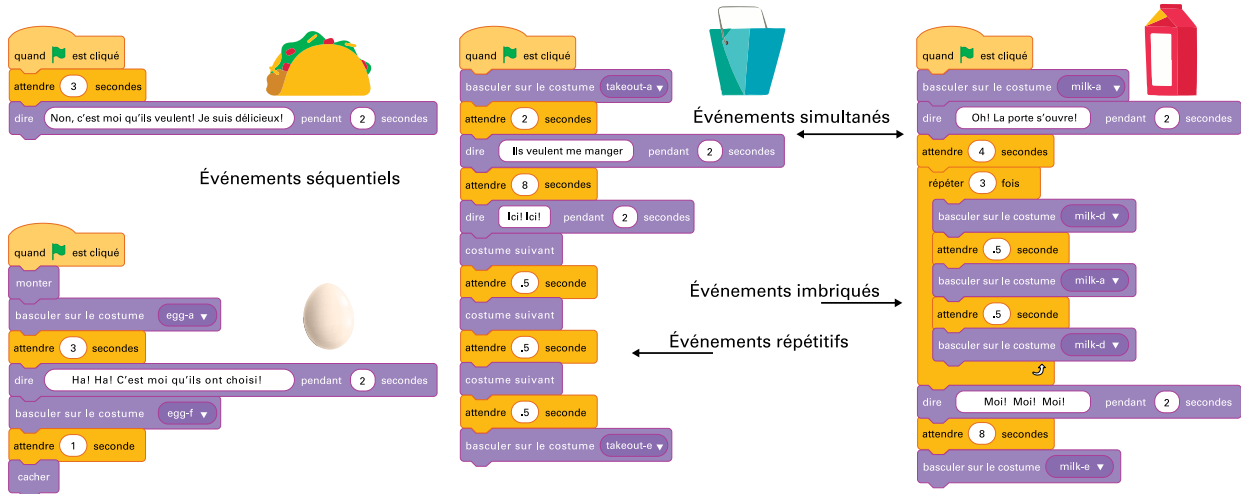 quand est cliqué
attendre 3 secondes
dire Non, c'est moi qu'ils veulent! Je suis délicieux! pendant 2 secondes
Événements séquentiels
quand est cliqué
monter
basculer sur le costume egg-a
attendre 3 secondes
dire Ha! Ha! C'est moi qu'ils ont choisi! pendant 2 secondes
basculer sur le costume egg-f
attendre 1 seconde
cacher
quand est cliqué
basculer sur le costume takeout-a
attendre 2 secondes
dire Ils veulent me manger pendant 2 secondes
attendre 8 secondes
dire Ici! Ici! pendant 2 secondes
costume suivant
attendre .5 seconde
costume suivant
attendre .5 seconde
costume suivant
attendre .5 seconde
basculer sur le costume takeout-e
Événements simultanés
Événements imbriqués
Événements répétitifs
quand est cliqué
basculer sur le costume milk-a
dire Oh! La porte s'ouvre! pendant 2 secondes
attendre 4 secondes
répéter 3 fois
basculer sur le costume milk-d
attendre .5 seconde
basculer sur le costume milk-a
attendre .5 seconde
basculer sur le costume milk-d
dire Moi! Moi! Moi! pendant 2 secondes
attendre 8 secondes
basculer sur le costume milk-e